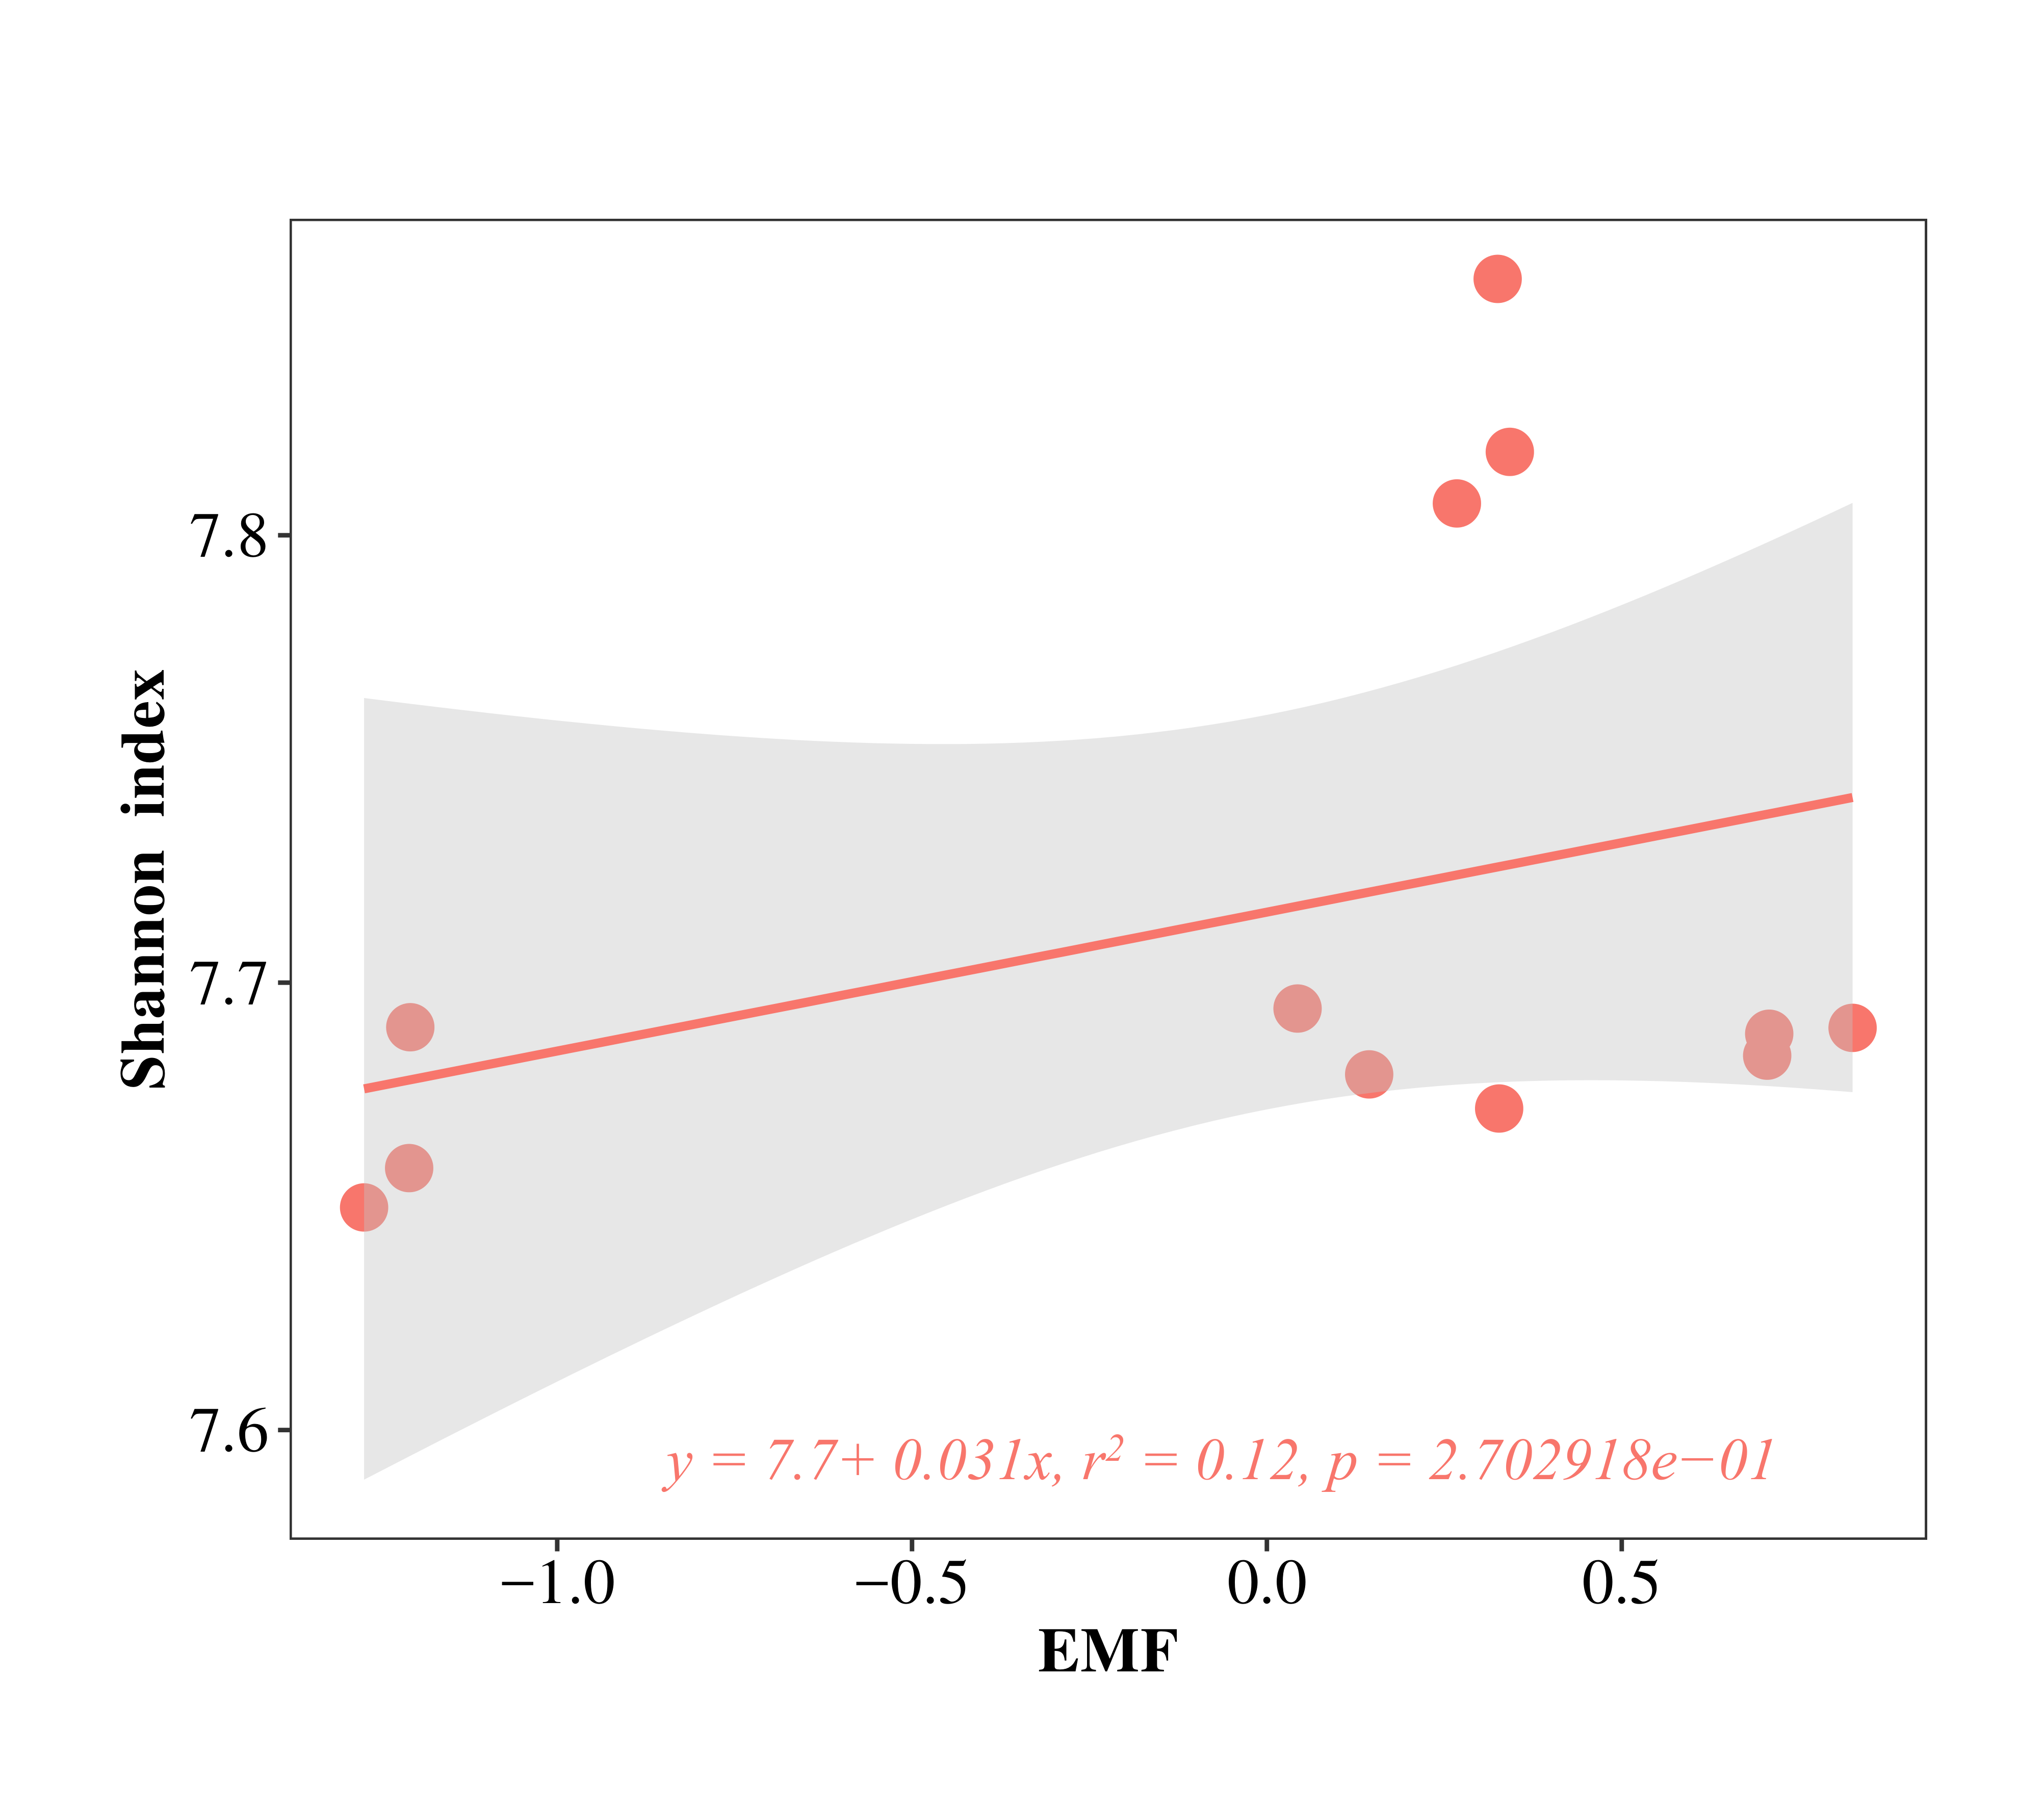 Shannon index
7.8
7.7
7.6
y = 7.7+ 0.031x, r² = 0.12, p = 2.702918e−01
−1.0
−0.5
0.0
0.5
EMF